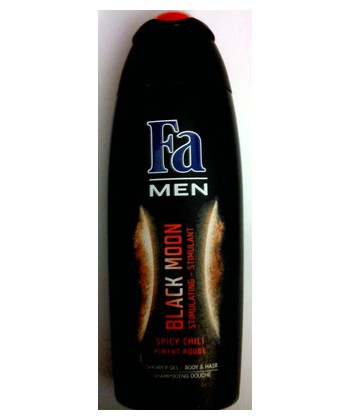 Fa
MEN
BLACK MOON
STIMULATING - STIMULANT
SPICY CHILI
PIMENT ROUGE
SHOWER GEL - BODY & HAIR
SHAMPOOING DOUCHE